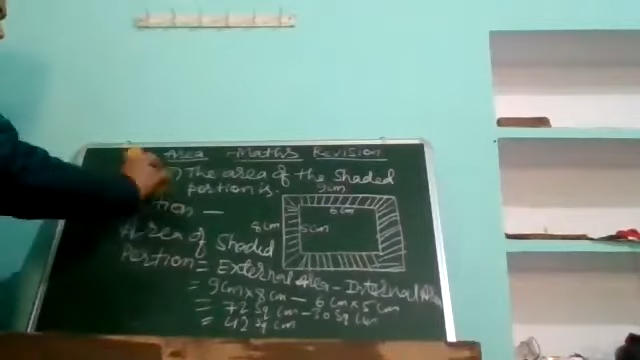 Area - Maths Revision
) The area of the shaded
portion is.
9cm
6cm
8cm
5cm
tion —
Area of Shaded
Portion = External Area - Internal Area
= 9cm x 8cm - 6cm x 5cm
= 72 sq cm - 30 sq cm
= 42 sq cm